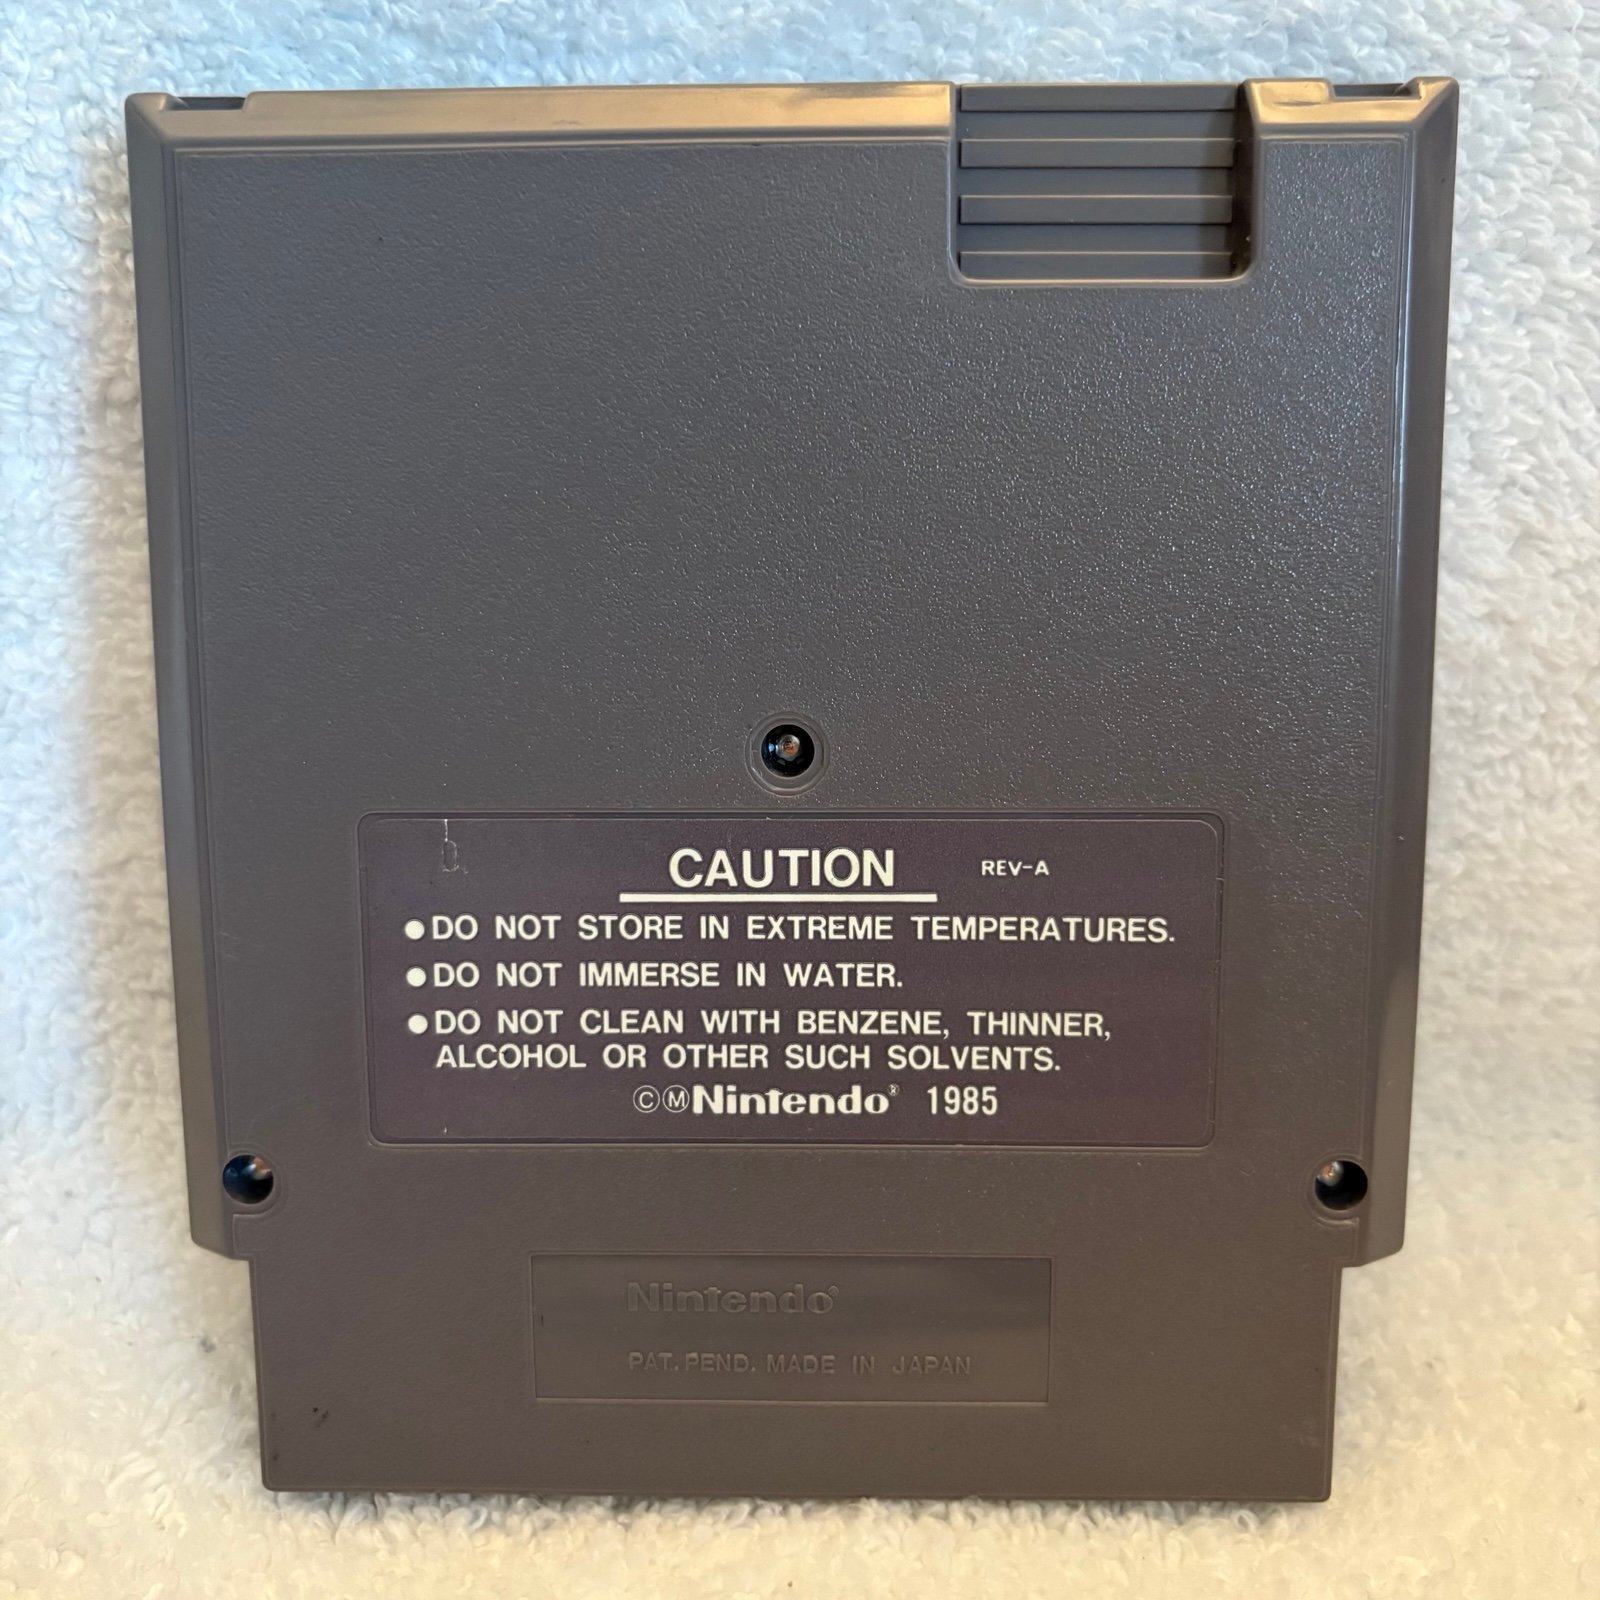 CAUTION REV-A
●DO NOT STORE IN EXTREME TEMPERATURES.
●DO NOT IMMERSE IN WATER.
●DO NOT CLEAN WITH BENZENE, THINNER,
ALCOHOL OR OTHER SUCH SOLVENTS.
ⒸⓂNintendo® 1985
Nintendo®
PAT. PEND. MADE IN JAPAN